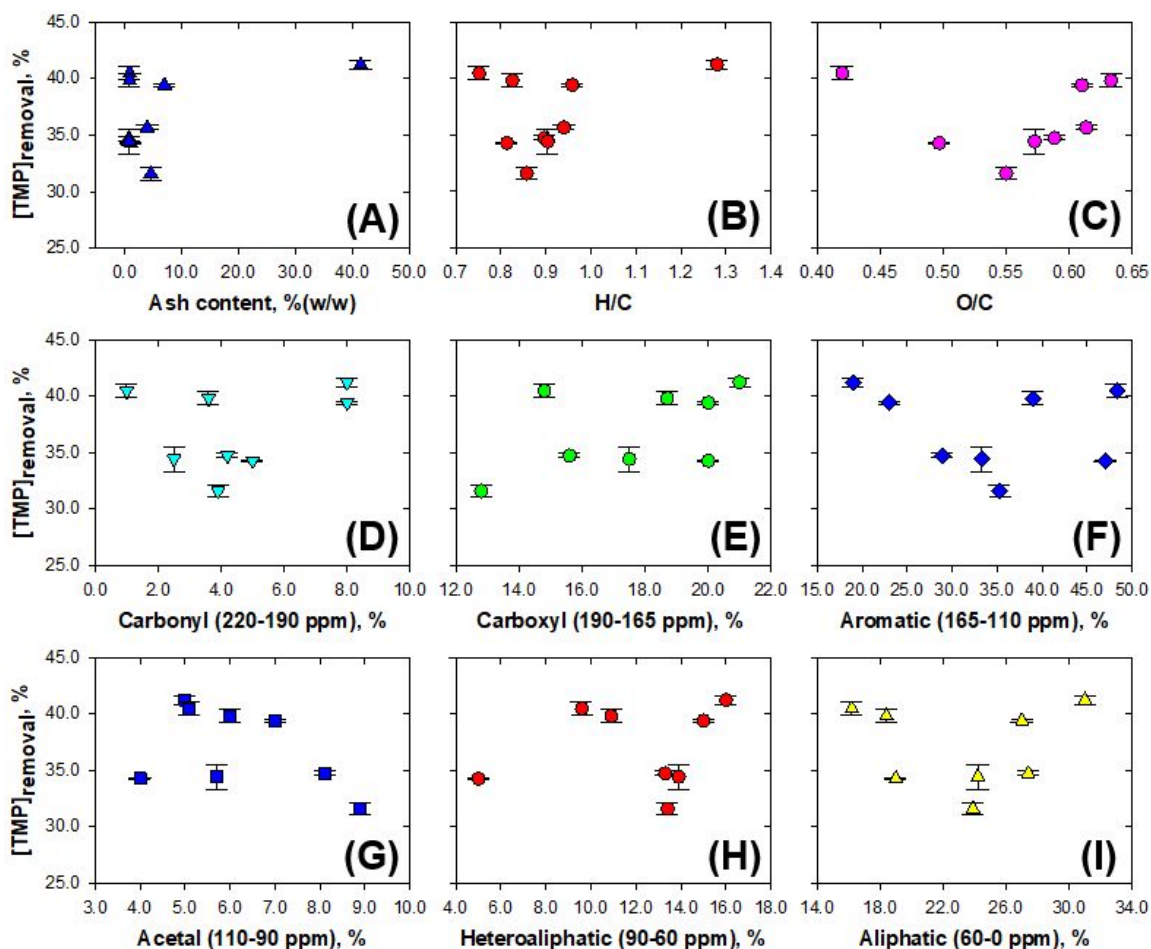 [TMP]removal, %
45.0
40.0
35.0
30.0
25.0
(A)
(B)
(C)
0.0 10.0 20.0 30.0 40.0 50.0
0.7 0.8 0.9 1.0 1.1 1.2 1.3 1.4
0.40 0.45 0.50 0.55 0.60 0.65
Ash content, %(w/w)
H/C
O/C
[TMP]removal, %
45.0
40.0
35.0
30.0
25.0
(D)
(E)
(F)
0.0 2.0 4.0 6.0 8.0 10.0
12.0 14.0 16.0 18.0 20.0 22.0
15.0 20.0 25.0 30.0 35.0 40.0 45.0 50.0
Carbonyl (220-190 ppm), %
Carboxyl (190-165 ppm), %
Aromatic (165-110 ppm), %
[TMP]removal, %
45.0
40.0
35.0
30.0
25.0
(G)
(H)
(I)
3.0 4.0 5.0 6.0 7.0 8.0 9.0 10.0
4.0 6.0 8.0 10.0 12.0 14.0 16.0 18.0
14.0 18.0 22.0 26.0 30.0 34.0
Acetal (110-90 ppm), %
Heteroaliphatic (90-60 ppm), %
Aliphatic (60-0 ppm), %